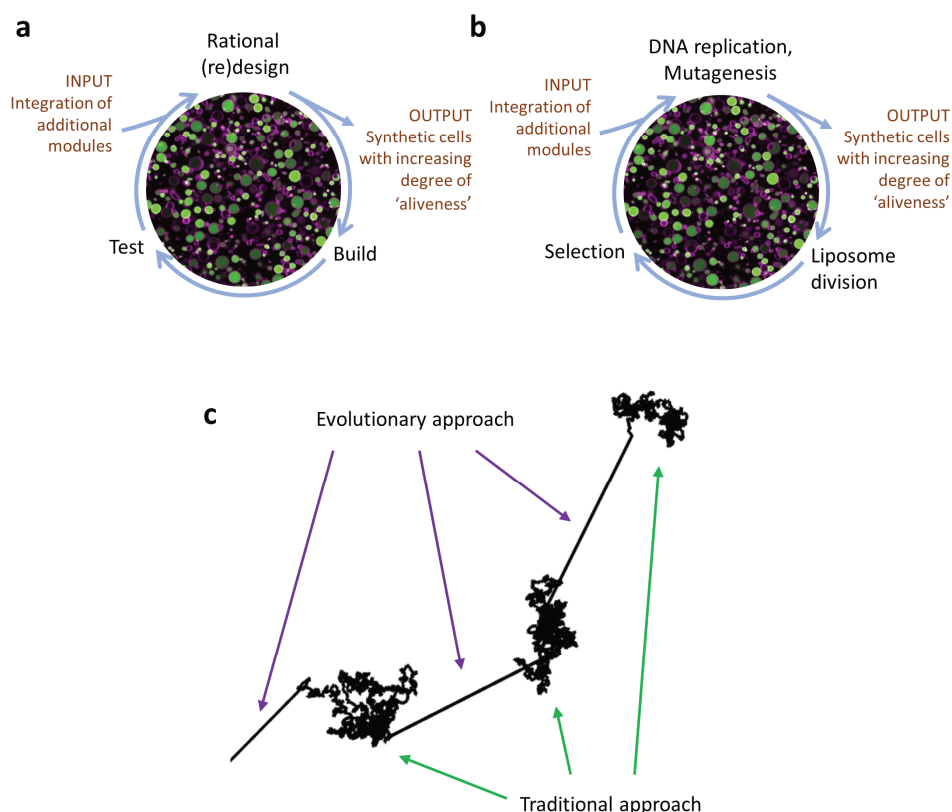 a
Rational
(re)design
INPUT
Integration of
additional
modules
OUTPUT
Synthetic cells
with increasing
degree of
‘aliveness’
Test
Build
b
DNA replication,
Mutagenesis
INPUT
Integration of
additional
modules
OUTPUT
Synthetic cells
with increasing
degree of
‘aliveness’
Selection
Liposome
division
c
Evolutionary approach
Traditional approach